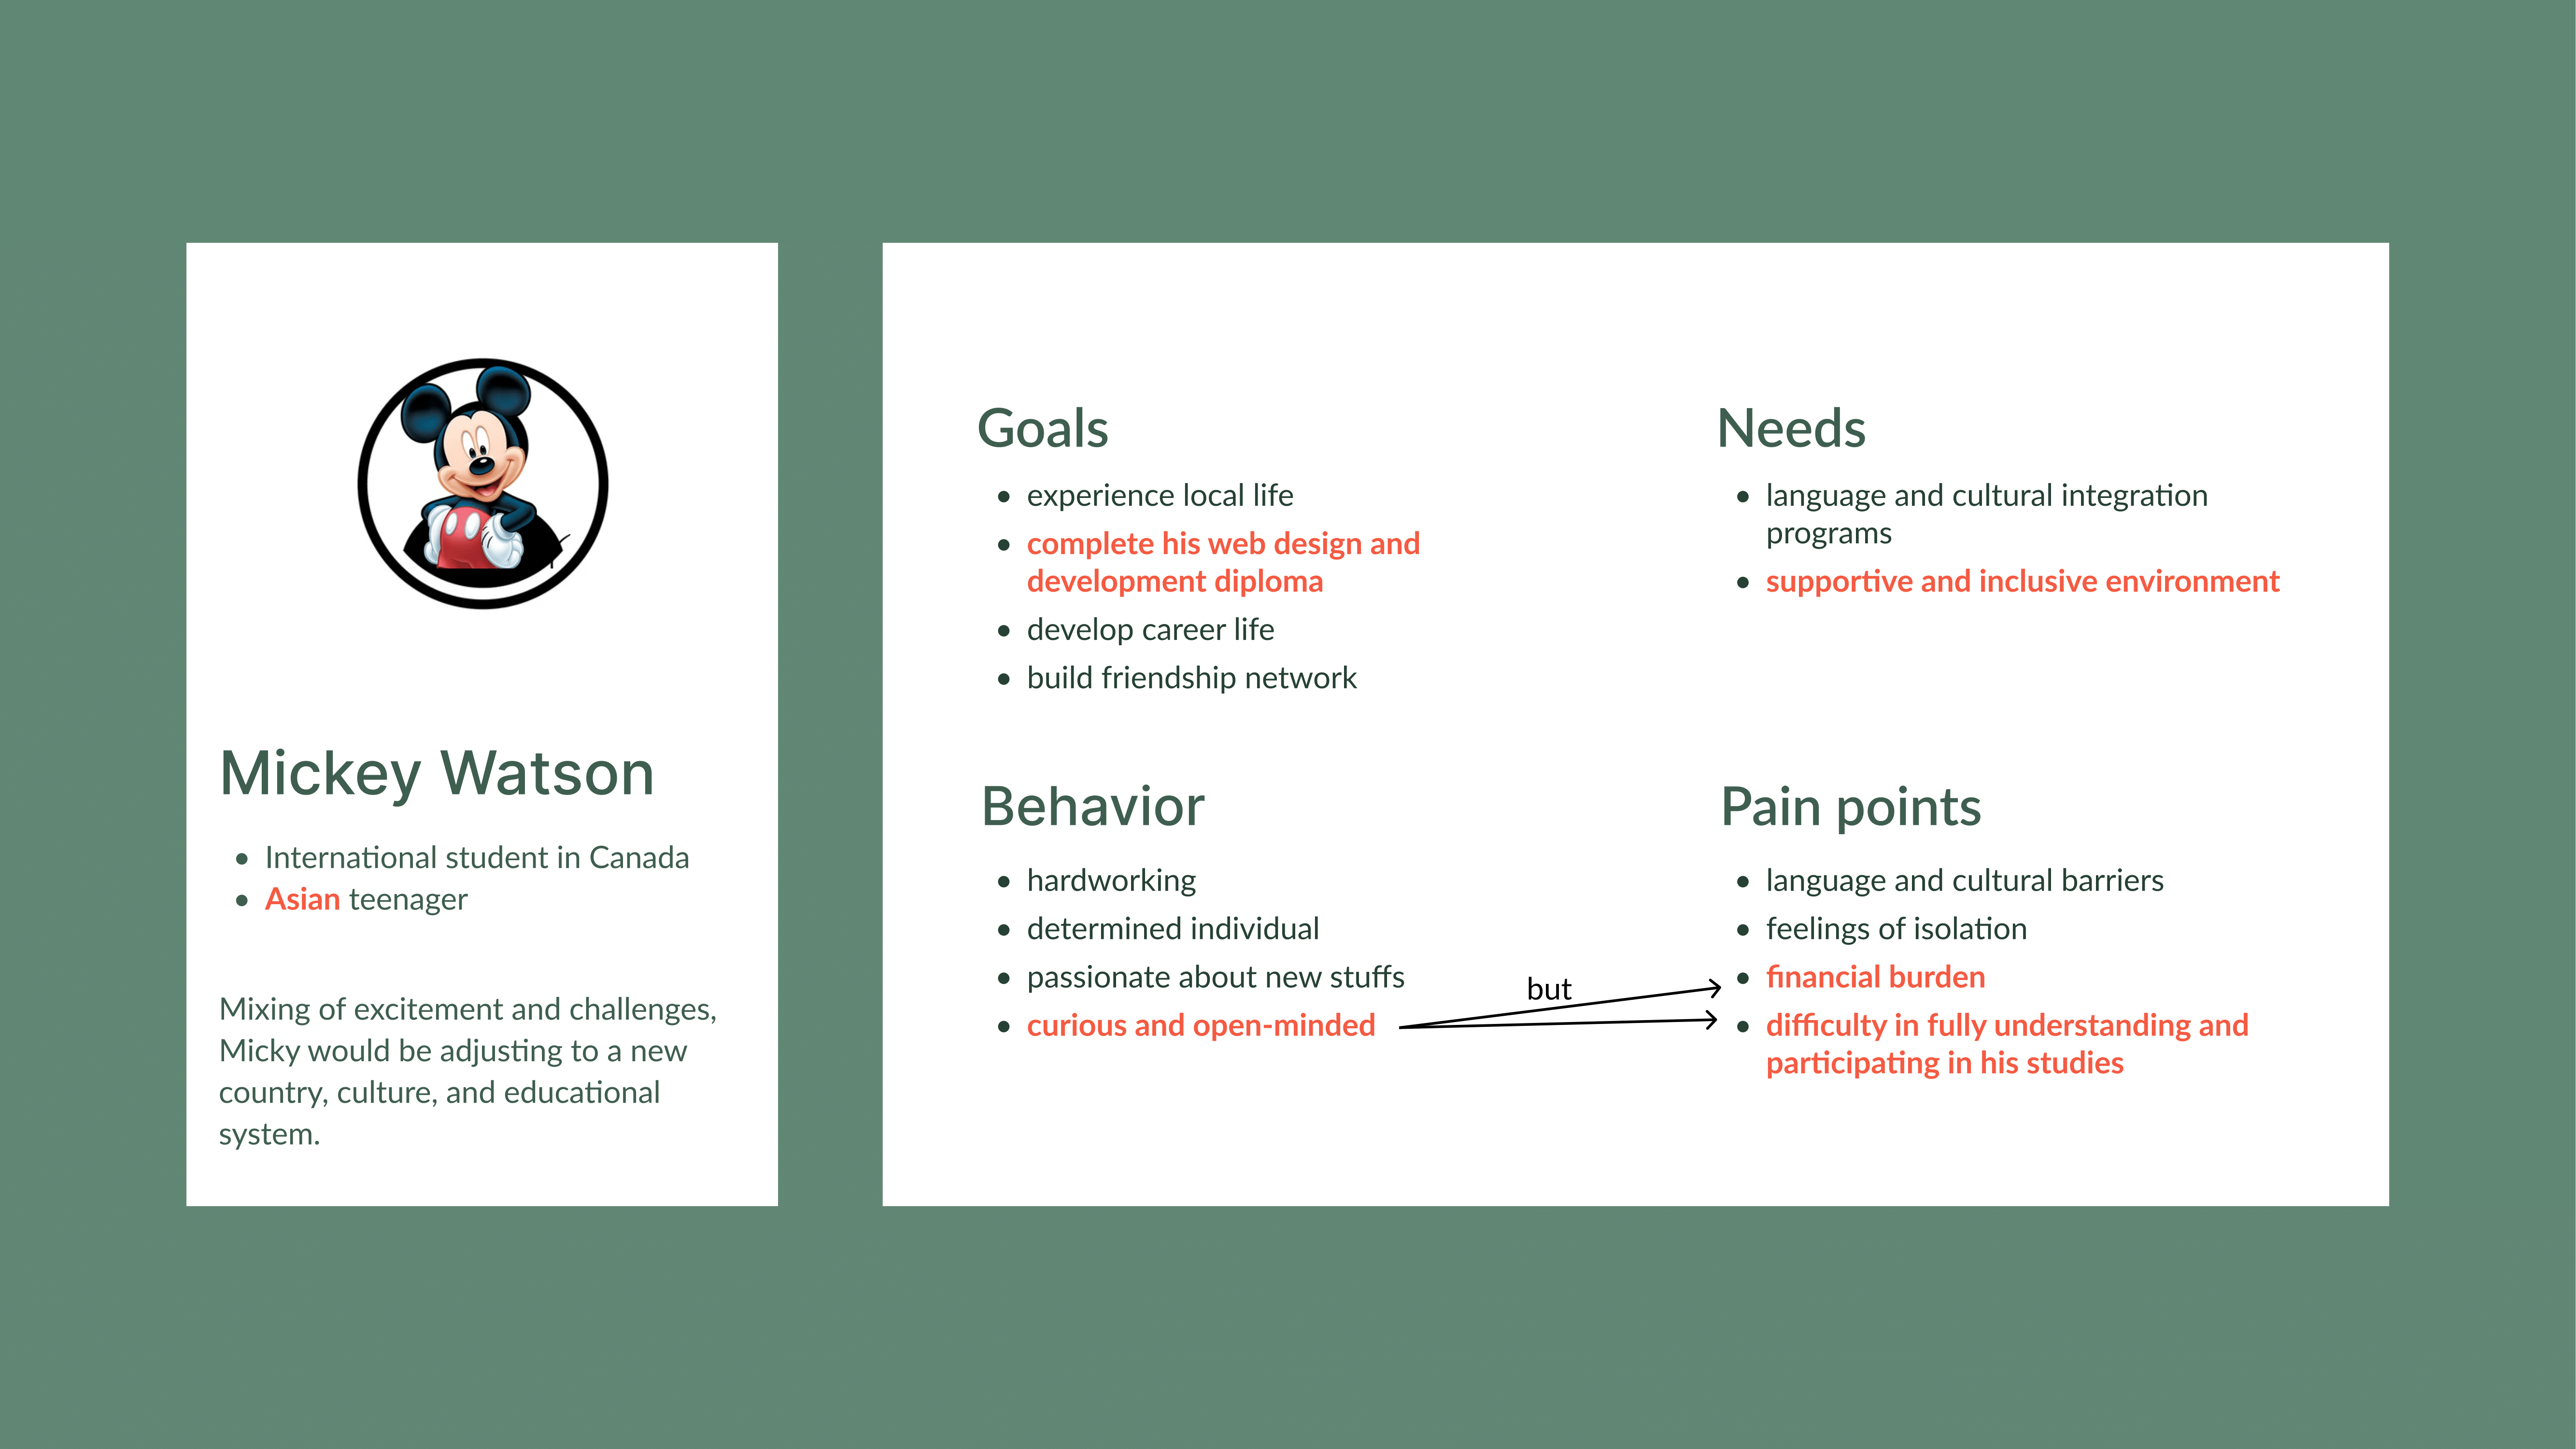 Mickey Watson
International student in Canada
Asian teenager
Mixing of excitement and challenges,
Micky would be adjusting to a new
country, culture, and educational
system.
Goals
experience local life
complete his web design and
development diploma
develop career life
build friendship network
Needs
language and cultural integration
programs
supportive and inclusive environment
Behavior
hardworking
determined individual
passionate about new stuffs
curious and open-minded
but
Pain points
language and cultural barriers
feelings of isolation
financial burden
difficulty in fully understanding and
participating in his studies